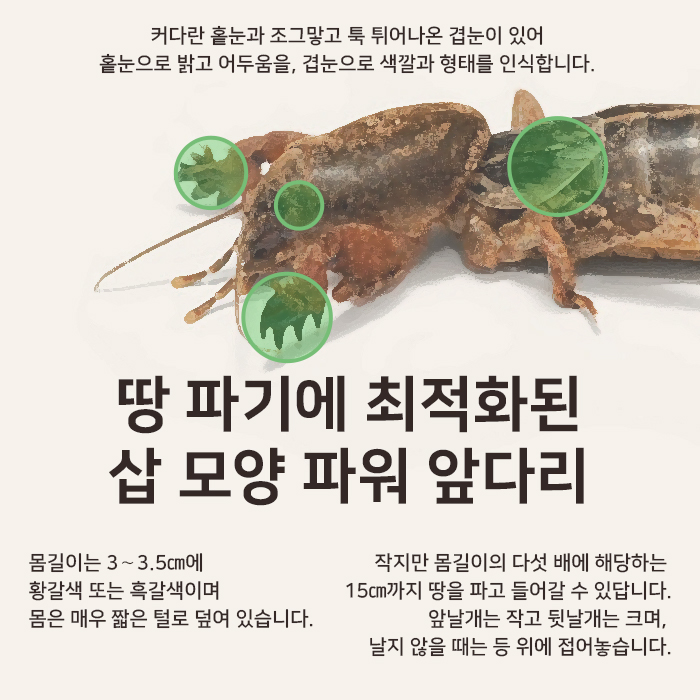 커다란 홑눈과 조그맣고 툭 튀어나온 겹눈이 있어
홑눈으로 밝고 어두움을, 겹눈으로 색깔과 형태를 인식합니다.
땅 파기에 최적화된
삽 모양 파워 앞다리
몸길이는 3~3.5㎝에
황갈색 또는 흑갈색이며
몸은 매우 짧은 털로 덮여 있습니다.
작지만 몸길이의 다섯 배에 해당하는
15㎝까지 땅을 파고 들어갈 수 있답니다.
앞날개는 작고 뒷날개는 크며,
날지 않을 때는 등 위에 접어놓습니다.